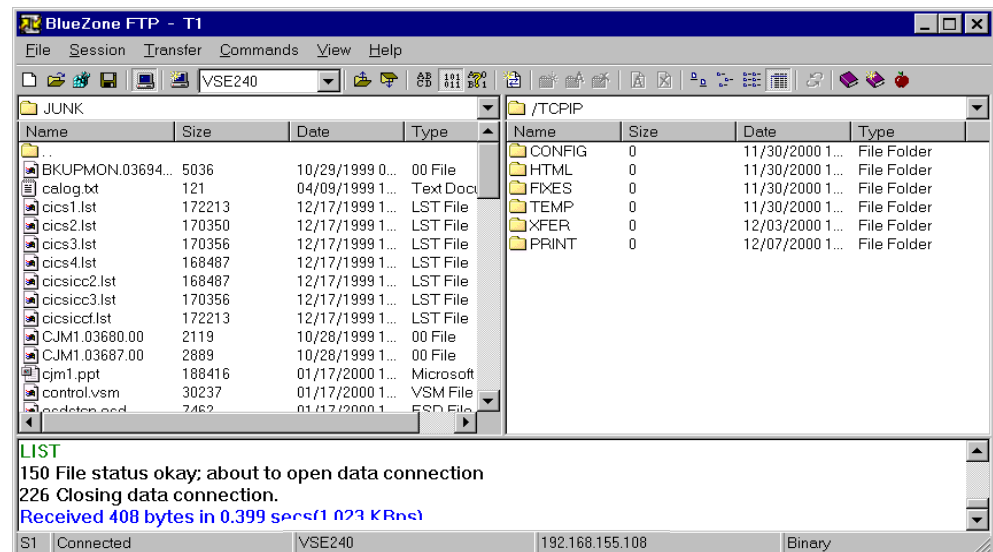 BlueZone FTP - T1
File Session Transfer Commands View Help
VSE240
JUNK
Name Size Date Type
..
BKUPMON.03694... 5036 10/29/1999 0... 00 File
calog.txt 121 04/09/1999 1... Text Docu
cics1.lst 172213 12/17/1999 1... LST File
cics2.lst 170350 12/17/1999 1... LST File
cics3.lst 170356 12/17/1999 1... LST File
cics4.lst 168487 12/17/1999 1... LST File
cicsicc2.lst 168487 12/17/1999 1... LST File
cicsicc3.lst 170356 12/17/1999 1... LST File
cicsiccf.lst 172213 12/17/1999 1... LST File
CJM1.03680.00 2119 10/28/1999 1... 00 File
CJM1.03687.00 2889 10/28/1999 1... 00 File
cjm1.ppt 188416 01/17/2000 1... Microsoft
control.vsm 30237 01/17/2000 1... VSM File
7462 01/17/2000 1... ESD File
/TCPIP
Name Size Date Type
CONFIG 0 11/30/2000 1... File Folder
HTML 0 11/30/2000 1... File Folder
FIXES 0 11/30/2000 1... File Folder
TEMP 0 11/30/2000 1... File Folder
XFER 0 12/03/2000 1... File Folder
PRINT 0 12/07/2000 1... File Folder
LIST
150 File status okay; about to open data connection
226 Closing data connection.
Received 408 bytes in 0.399 secs(1.023 KBps)
S1 Connected VSE240 192.168.155.108 Binary